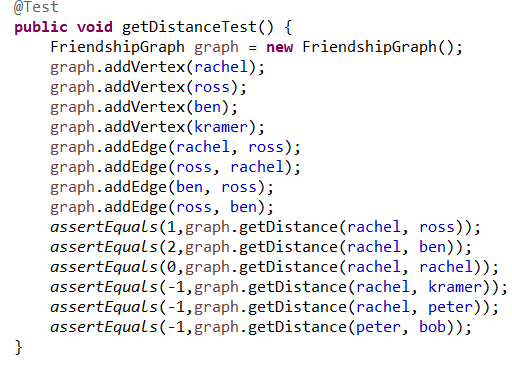 @Test
public void getDistanceTest() {
    FriendshipGraph graph = new FriendshipGraph();
    graph.addVertex(rachel);
    graph.addVertex(ross);
    graph.addVertex(ben);
    graph.addVertex(kramer);
    graph.addEdge(rachel, ross);
    graph.addEdge(ross, rachel);
    graph.addEdge(ben, ross);
    graph.addEdge(ross, ben);
    assertEquals(1,graph.getDistance(rachel, ross));
    assertEquals(2,graph.getDistance(rachel, ben));
    assertEquals(0,graph.getDistance(rachel, rachel));
    assertEquals(-1,graph.getDistance(rachel, kramer));
    assertEquals(-1,graph.getDistance(rachel, peter));
    assertEquals(-1,graph.getDistance(peter, bob));
}